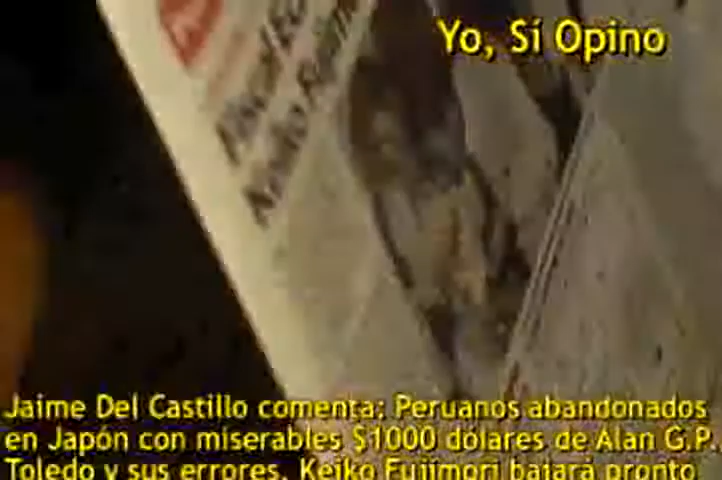 Yo, Sí Opino
Keiko
Jaime Del Castillo comenta: Peruanos abandonados
en Japón con miserables $1000 dólares de Alan G.P.
Toledo y sus errores. Keiko Fujimori bajará pronto